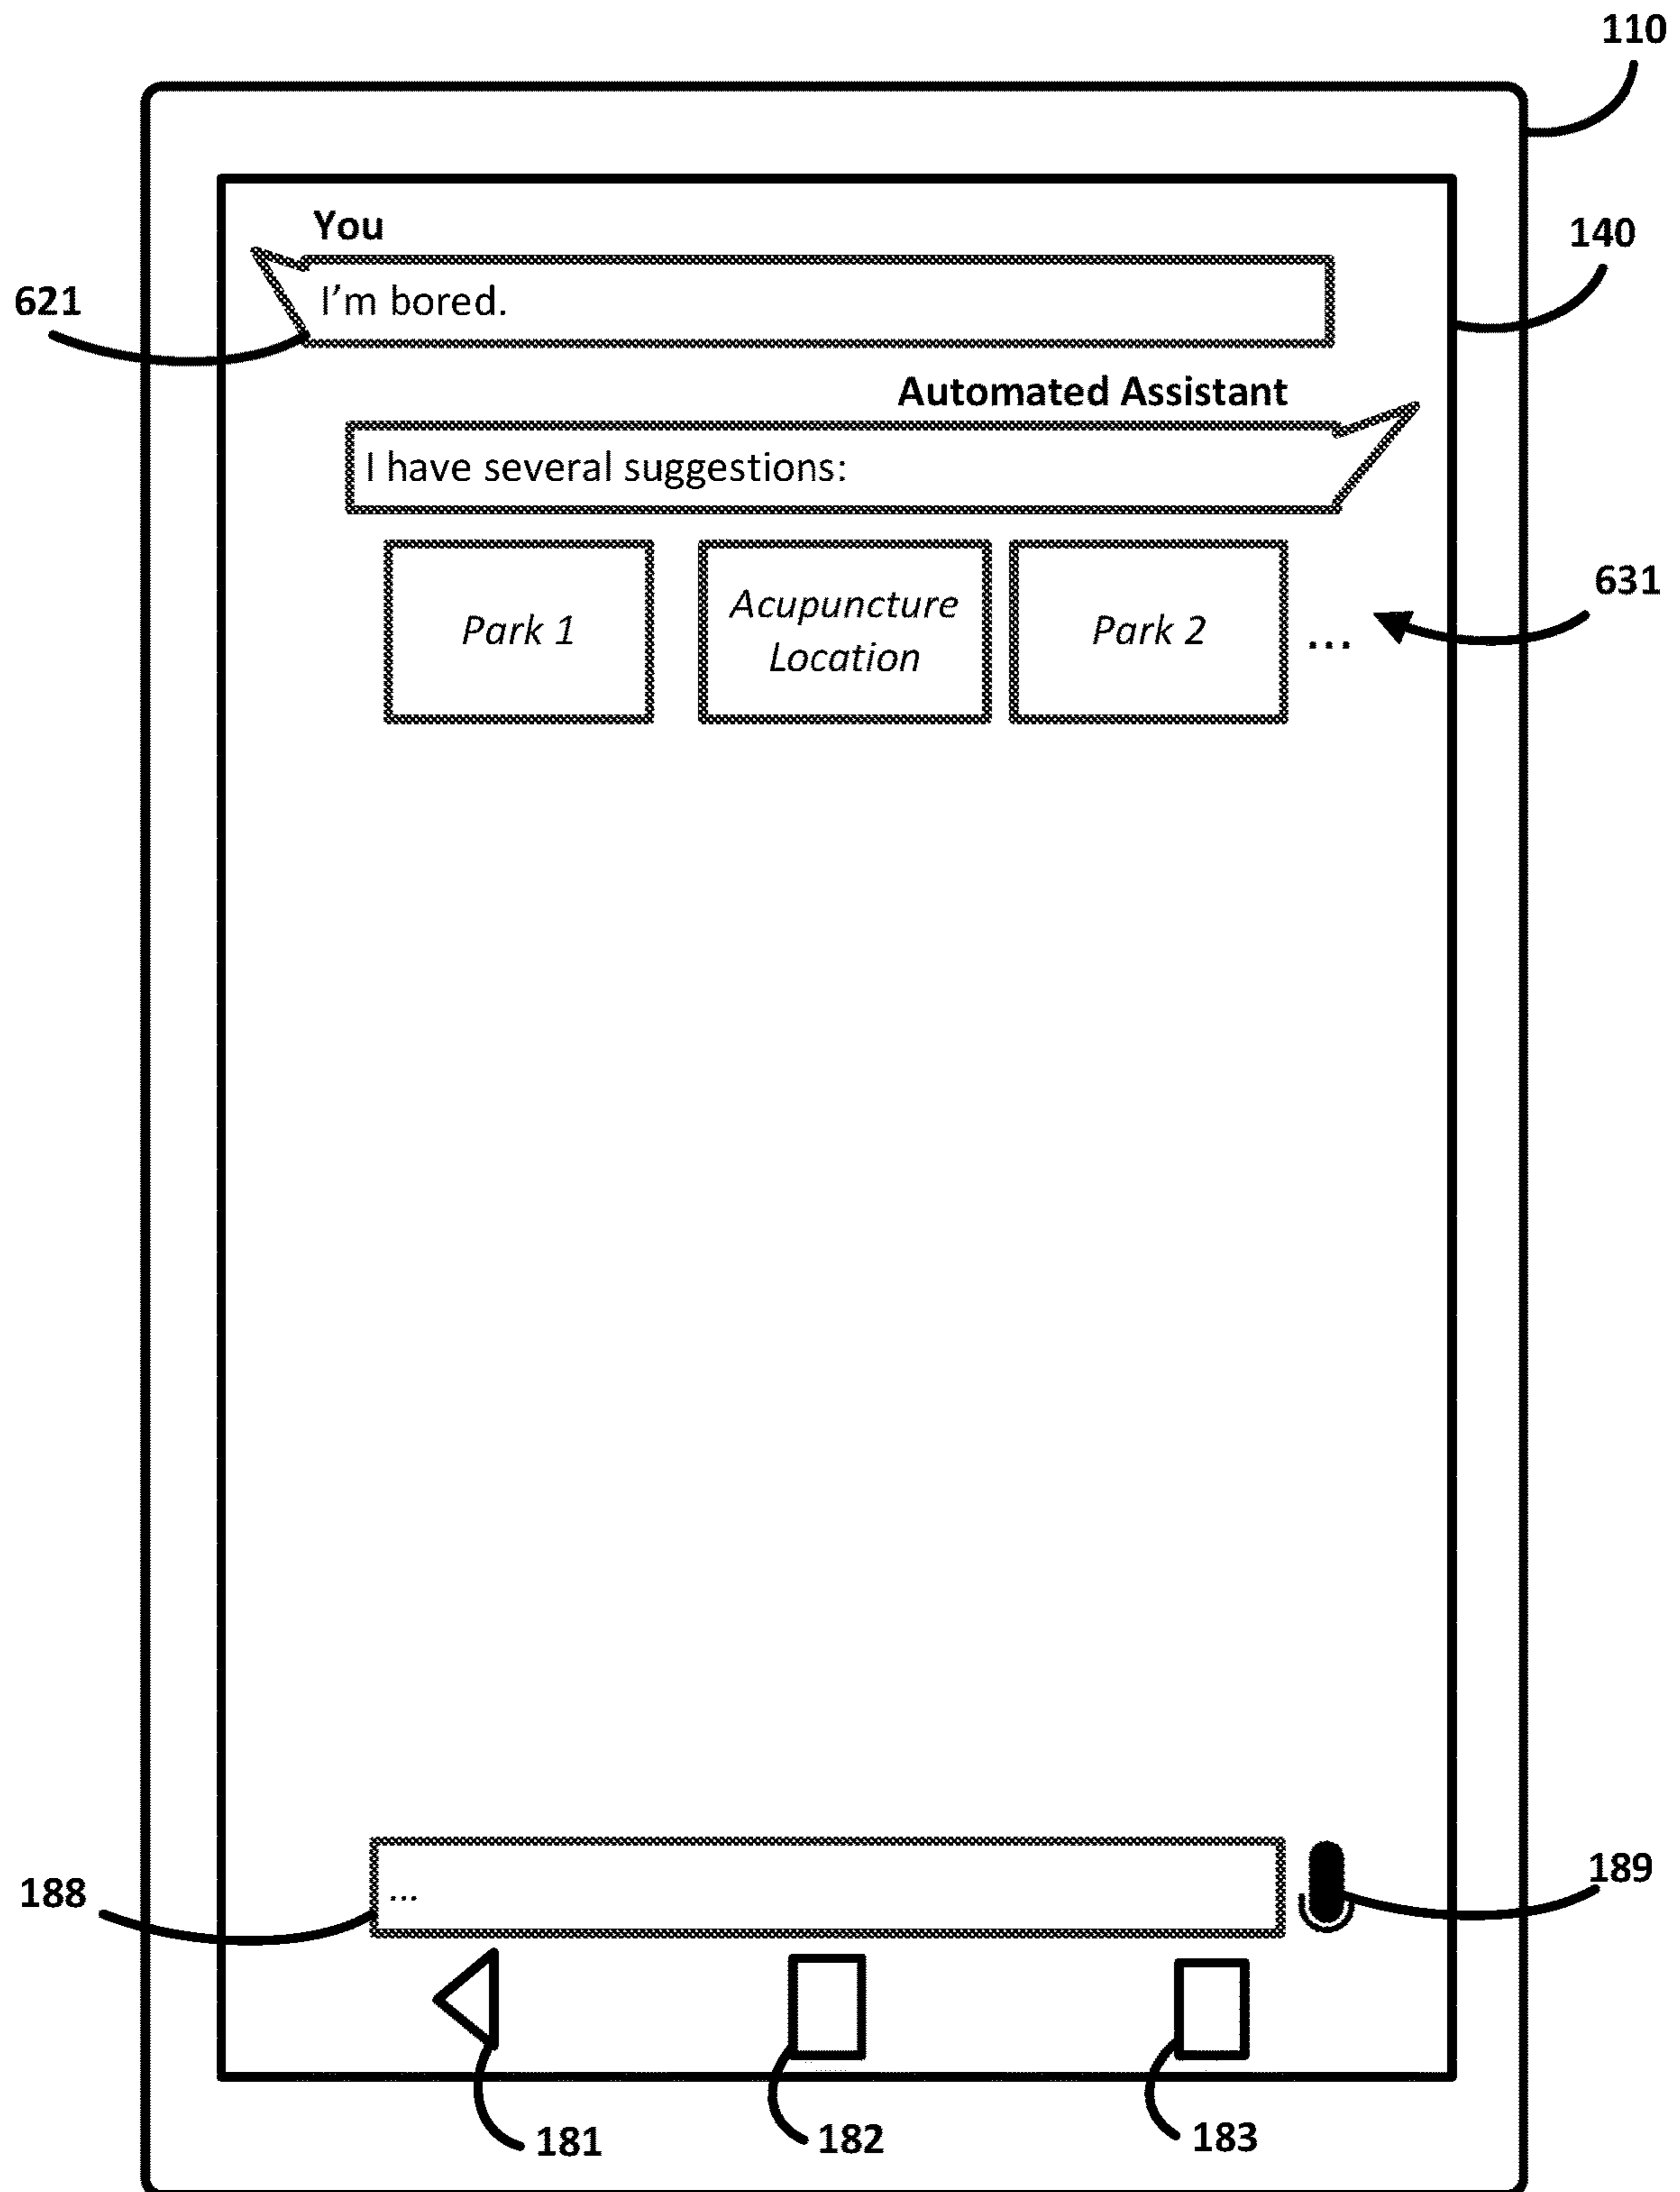 110
You
140
I'm bored.
621
Automated Assistant
I have several suggestions:
631
Park 1
Acupuncture
Location
Park 2
...
188
...
189
181
182
183